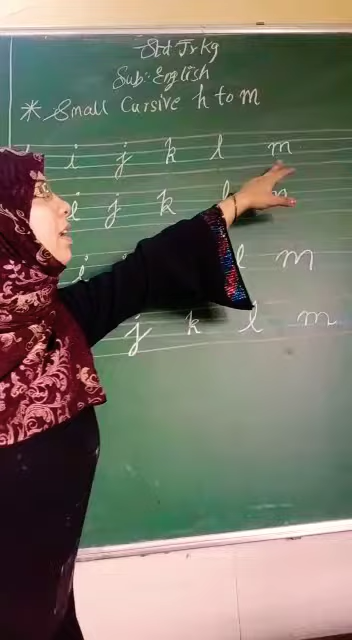 Std Jr kg
Sub:- English
* Small Cursive h to m
i j k l m
i j k l m
i l m
j k l m